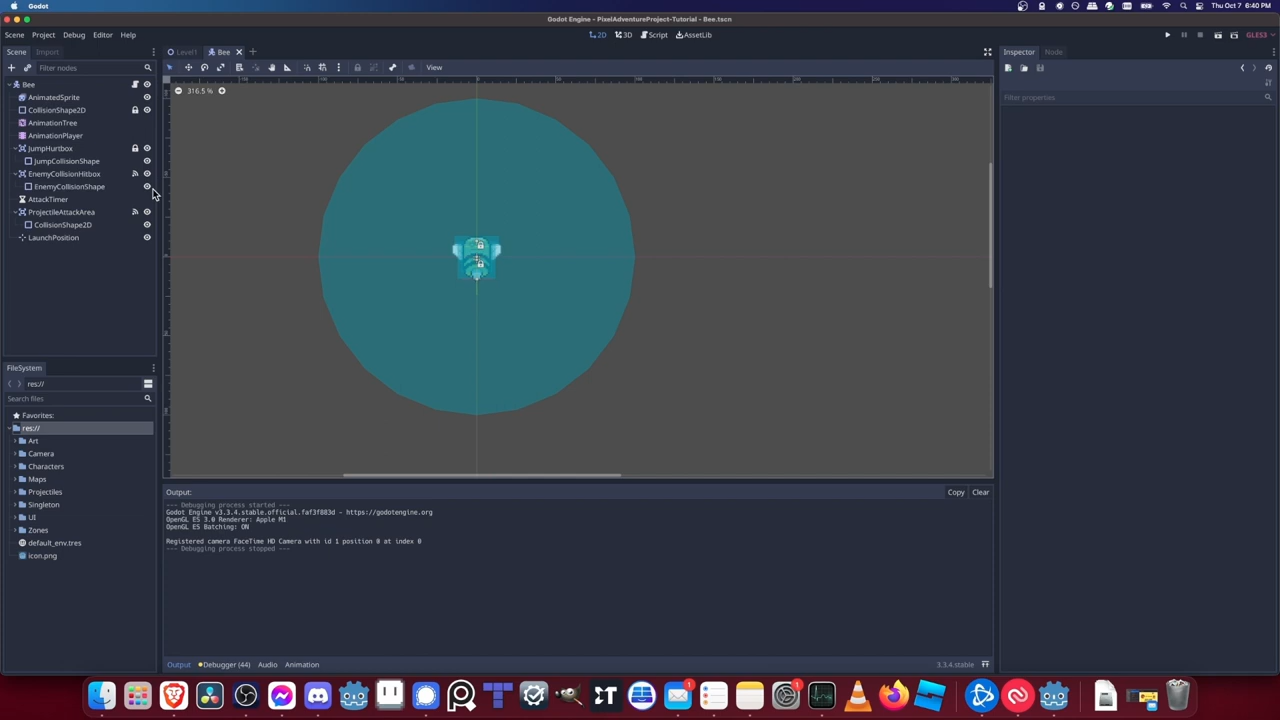 Godot
Thu Oct 7 6:40 PM
Godot Engine - PixelAdventureProject-Tutorial - Bee.tscn
Scene Project Debug Editor Help
2D 3D Script AssetLib
GLES3
Scene Import
Level1 Bee
Inspector Node
Filter nodes
View
316.5 %
Filter properties
Bee
AnimatedSprite
CollisionShape2D
AnimationTree
AnimationPlayer
JumpHurtbox
JumpCollisionShape
EnemyCollisionHitbox
EnemyCollisionShape
AttackTimer
ProjectileAttackArea
CollisionShape2D
LaunchPosition
FileSystem
res://
Search files
Favorites:
res://
Art
Camera
Characters
Maps
Projectiles
Singleton
UI
Zones
default_env.tres
icon.png
Output:
Copy Clear
--- Debugging process started ---
Godot Engine v3.3.4.stable.official.faf3f883d - https://godotengine.org
OpenGL ES 3.0 Renderer: Apple M1
OpenGL ES Batching: ON
Registered camera FaceTime HD Camera with id 1 position 0 at index 0
--- Debugging process stopped ---
Output Debugger (44) Audio Animation
3.3.4.stable